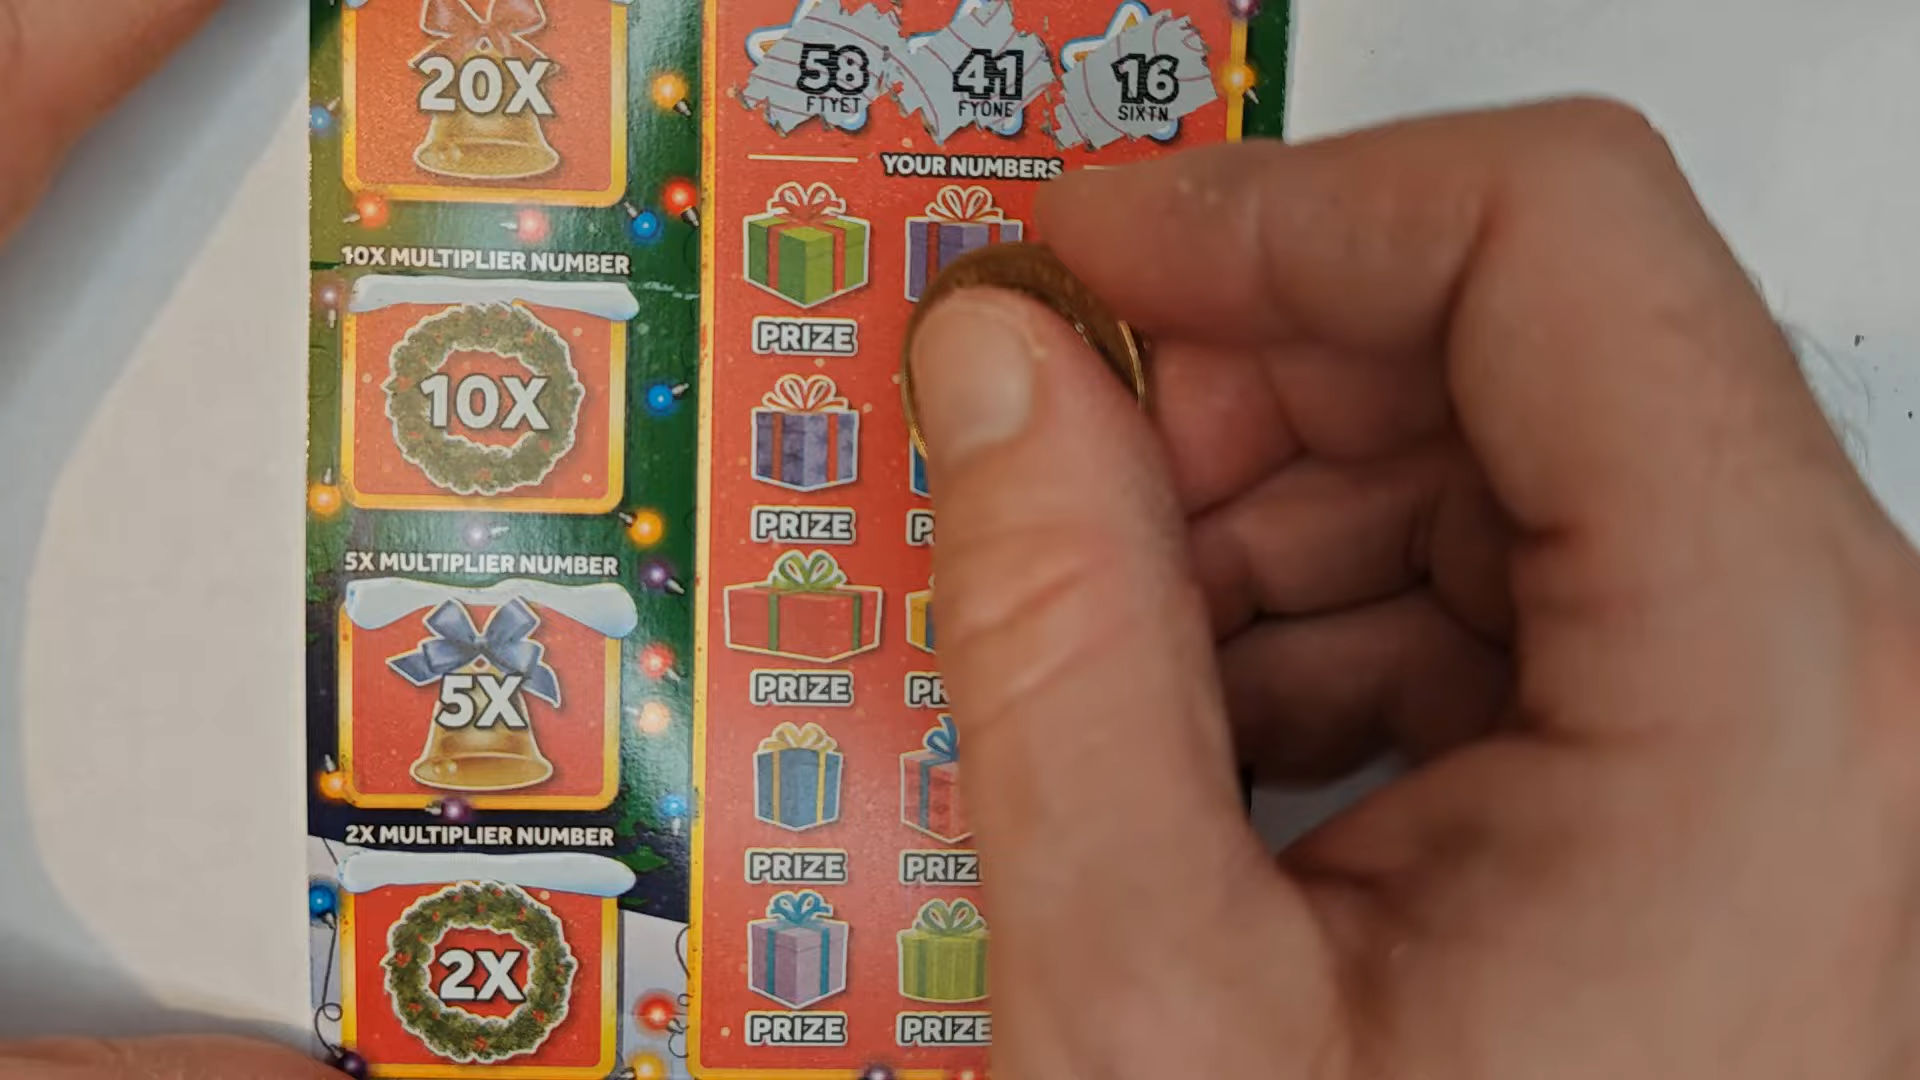 20X
58 41 16
FTYET FYONE SIXTN
YOUR NUMBERS
10X MULTIPLIER NUMBER
PRIZE
10X
PRIZE
5X MULTIPLIER NUMBER
5X
PRIZE
2X MULTIPLIER NUMBER
PRIZE PRIZ
2X
PRIZE PRIZE